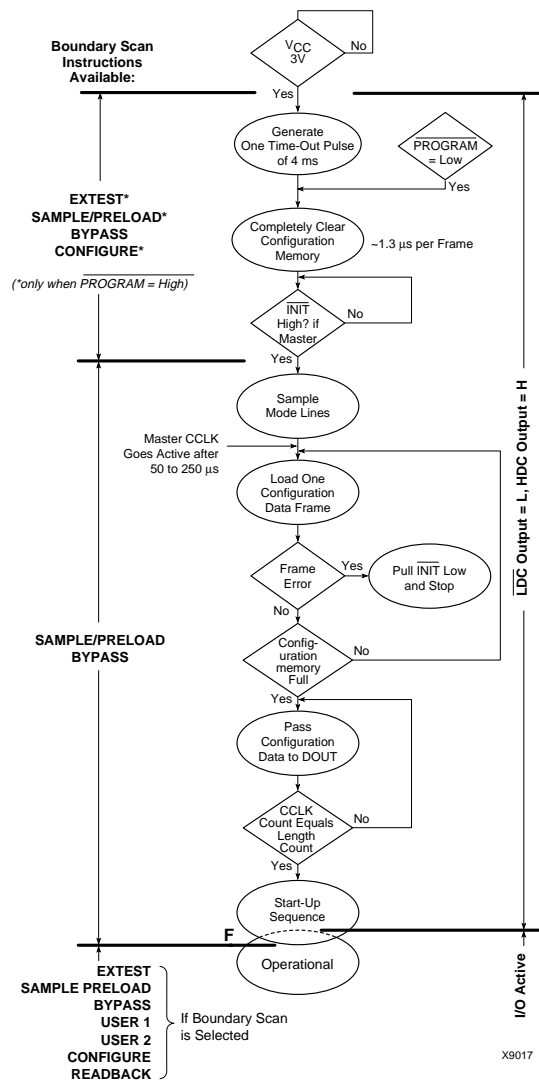 Boundary Scan
Instructions
Available:
VCC
3V
No
Yes
Generate
One Time-Out Pulse
of 4 ms
PROGRAM
= Low
Yes
EXTEST*
SAMPLE/PRELOAD*
BYPASS
CONFIGURE*
(*only when PROGRAM = High)
Completely Clear
Configuration
Memory
~1.3 µs per Frame
INIT
High? if
Master
No
Yes
Sample
Mode Lines
Master CCLK
Goes Active after
50 to 250 µs
Load One
Configuration
Data Frame
Frame
Error
Yes
Pull INIT Low
and Stop
No
SAMPLE/PRELOAD
BYPASS
Config-
uration
memory
Full
No
Yes
Pass
Configuration
Data to DOUT
CCLK
Count Equals
Length
Count
No
Yes
Start-Up
Sequence
F
Operational
LDC Output = L, HDC Output = H
I/O Active
EXTEST
SAMPLE PRELOAD
BYPASS
USER 1
USER 2
CONFIGURE
READBACK
If Boundary Scan
is Selected
X9017